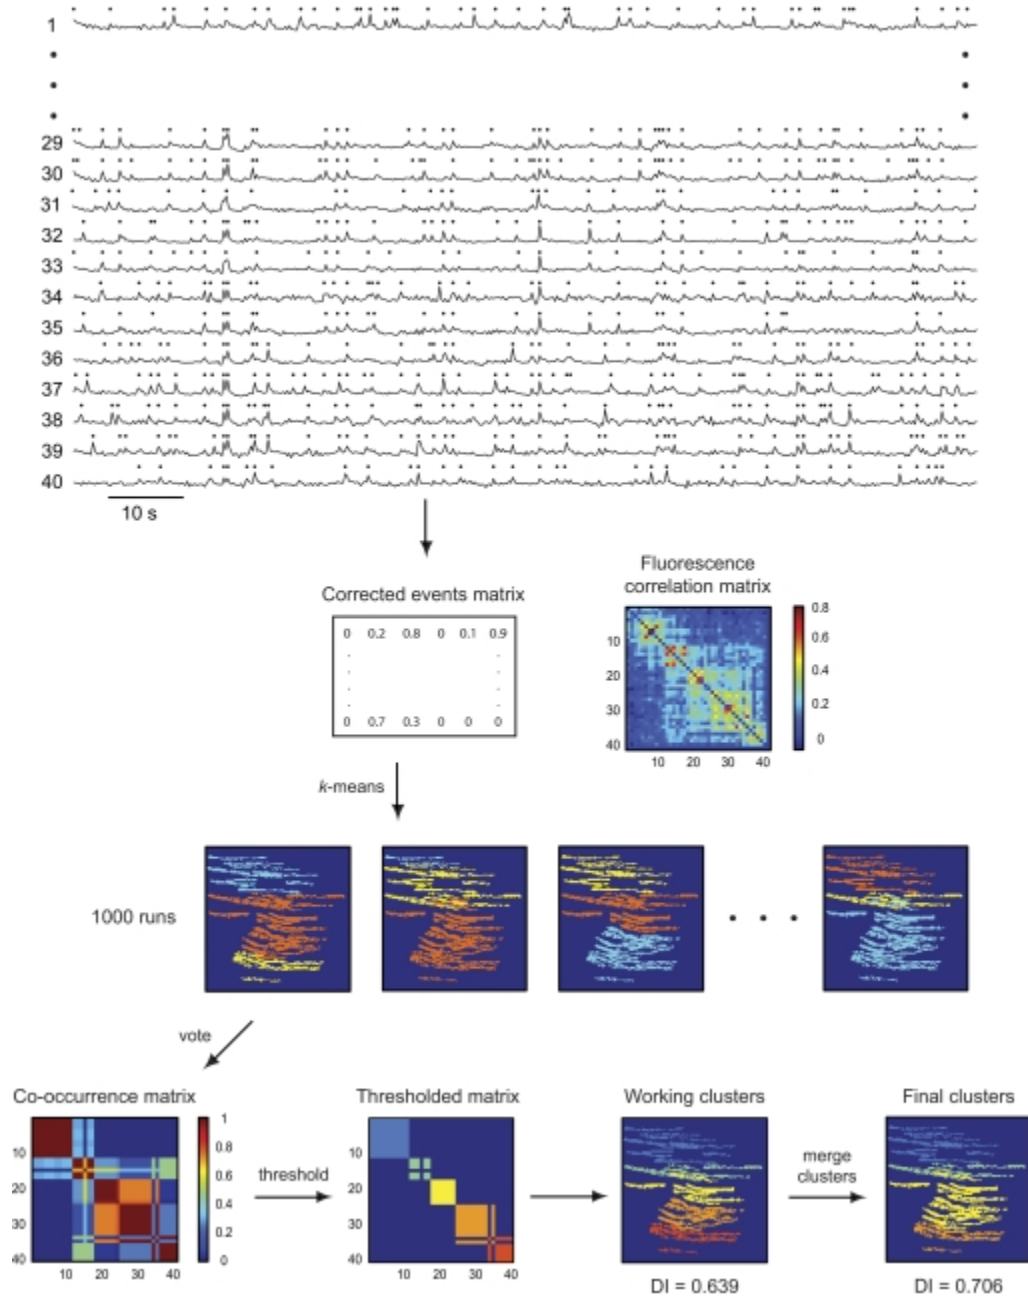 1
29
30
31
32
33
34
35
36
37
38
39
40
10 s
Corrected events matrix
0 0.2 0.8 0 0.1 0.9
0 0.7 0.3 0 0 0
Fluorescence
correlation matrix
10
20
30
40
10 20 30 40
0.8
0.6
0.4
0.2
0
k-means
1000 runs
vote
Co-occurrence matrix
10
20
30
40
10 20 30 40
1
0.8
0.6
0.4
0.2
0
threshold
Thresholded matrix
10
20
30
40
10 20 30 40
Working clusters
DI = 0.639
merge
clusters
Final clusters
DI = 0.706